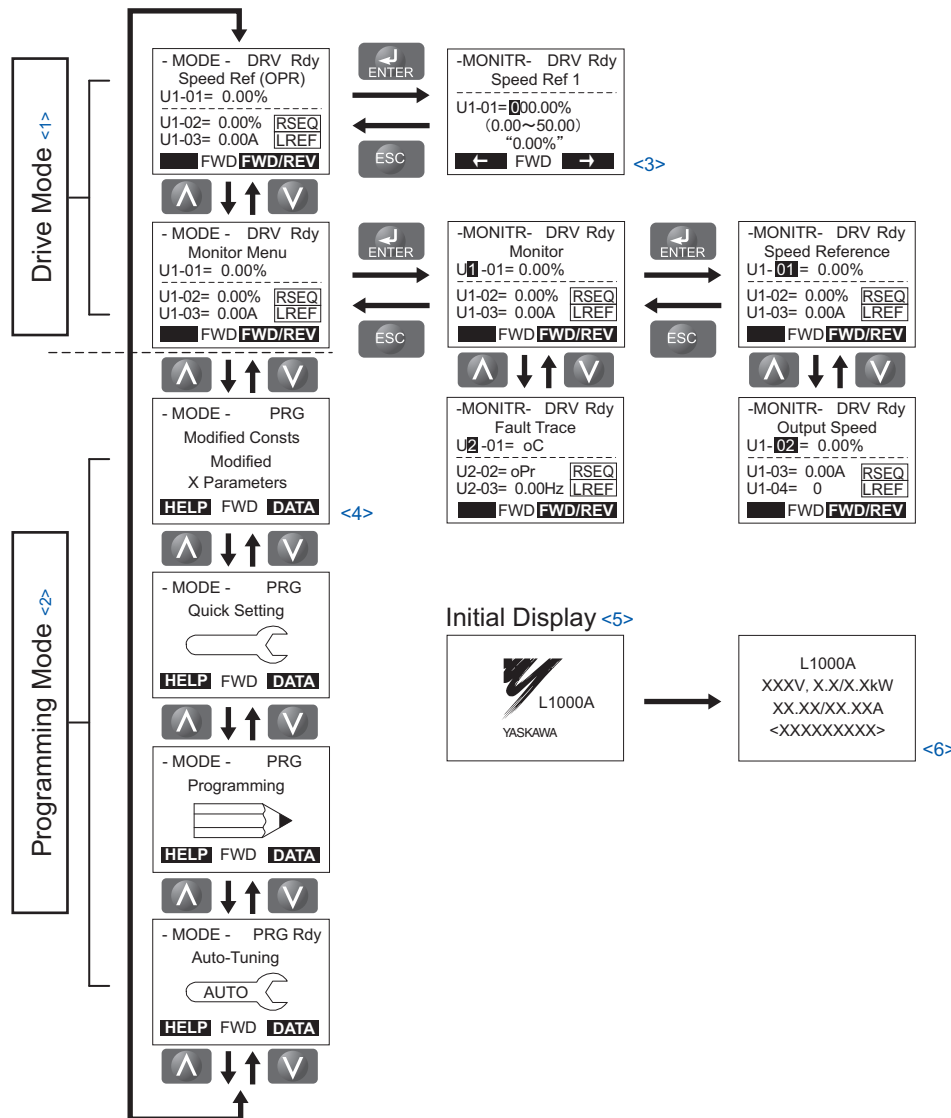 Drive Mode <1>
- MODE - DRV Rdy
Speed Ref (OPR)
U1-01= 0.00%
U1-02= 0.00% RSEQ
U1-03= 0.00A LREF
FWD FWD/REV
ENTER
ESC
-MONITR- DRV Rdy
Speed Ref 1
U1-01= 000.00%
(0.00~50.00)
“0.00%”
← FWD →
<3>
- MODE - DRV Rdy
Monitor Menu
U1-01= 0.00%
U1-02= 0.00% RSEQ
U1-03= 0.00A LREF
FWD FWD/REV
ENTER
ESC
-MONITR- DRV Rdy
Monitor
U1 -01= 0.00%
U1-02= 0.00% RSEQ
U1-03= 0.00A LREF
FWD FWD/REV
ENTER
ESC
-MONITR- DRV Rdy
Speed Reference
U1- 01 = 0.00%
U1-02= 0.00% RSEQ
U1-03= 0.00A LREF
FWD FWD/REV
-MONITR- DRV Rdy
Fault Trace
U2 -01= oC
U2-02= oPr RSEQ
U2-03= 0.00Hz LREF
FWD FWD/REV
-MONITR- DRV Rdy
Output Speed
U1- 02 = 0.00%
U1-03= 0.00A RSEQ
U1-04= 0 LREF
FWD FWD/REV
Programming Mode <2>
- MODE - PRG
Modified Consts
Modified
X Parameters
HELP FWD DATA
<4>
- MODE - PRG
Quick Setting
HELP FWD DATA
- MODE - PRG
Programming
HELP FWD DATA
- MODE - PRG Rdy
Auto-Tuning
AUTO
HELP FWD DATA
Initial Display <5>
L1000A
YASKAWA
L1000A
XXXV, X.X/X.XkW
XX.XX/XX.XXA
<XXXXXXXXX>
<6>